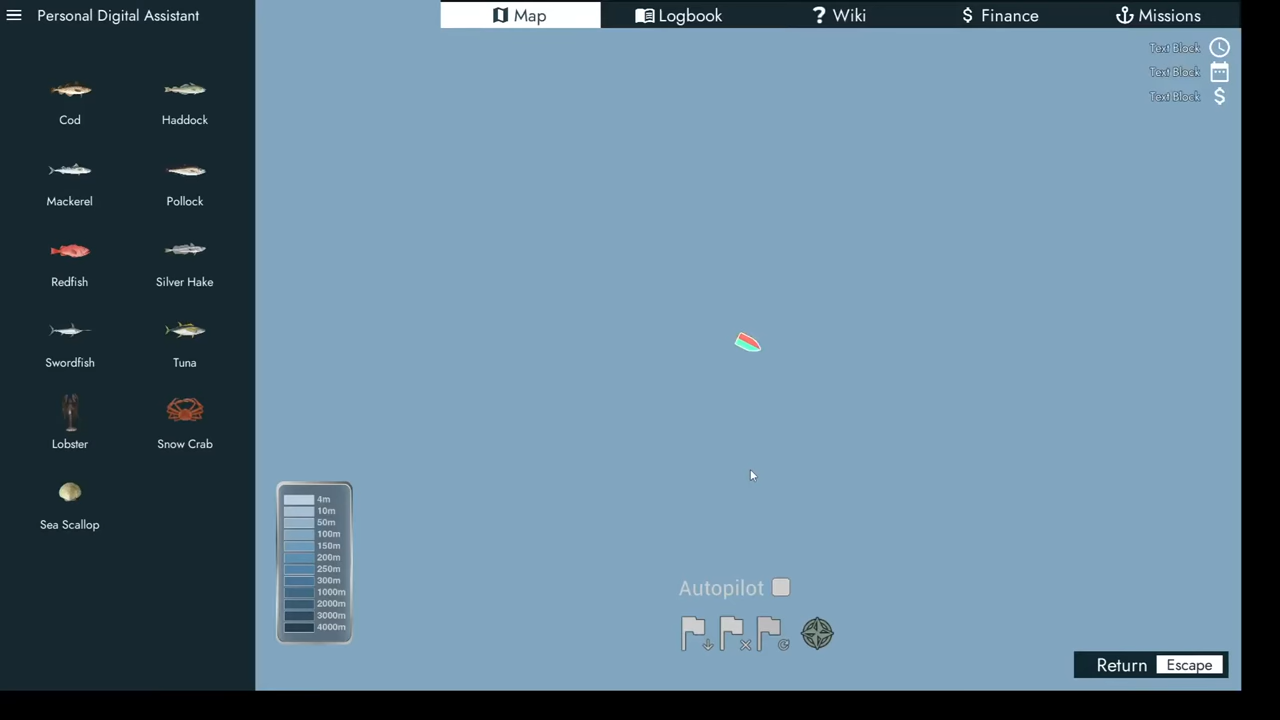 Personal Digital Assistant
Map
Logbook
? Wiki
$ Finance
Missions
Text Block
Text Block
Text Block $
Cod
Haddock
Mackerel
Pollock
Redfish
Silver Hake
Swordfish
Tuna
Lobster
Snow Crab
Sea Scallop
4m
10m
50m
100m
150m
200m
250m
300m
1000m
2000m
3000m
4000m
Autopilot
Return Escape